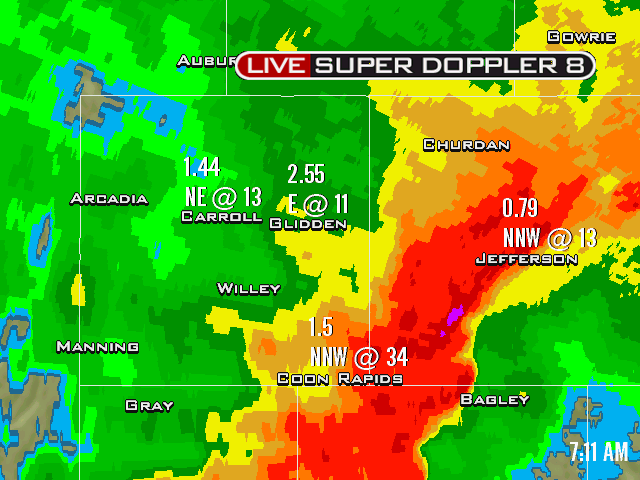 Gowrie
Aubur
LIVE SUPER DOPPLER 8
Churdan
1.44
NE @ 13
Carroll
2.55
E @ 11
Glidden
Arcadia
0.79
NNW @ 13
Jefferson
Willey
1.5
NNW @ 34
Coon Rapids
Manning
Gray
Bagley
7:11 AM